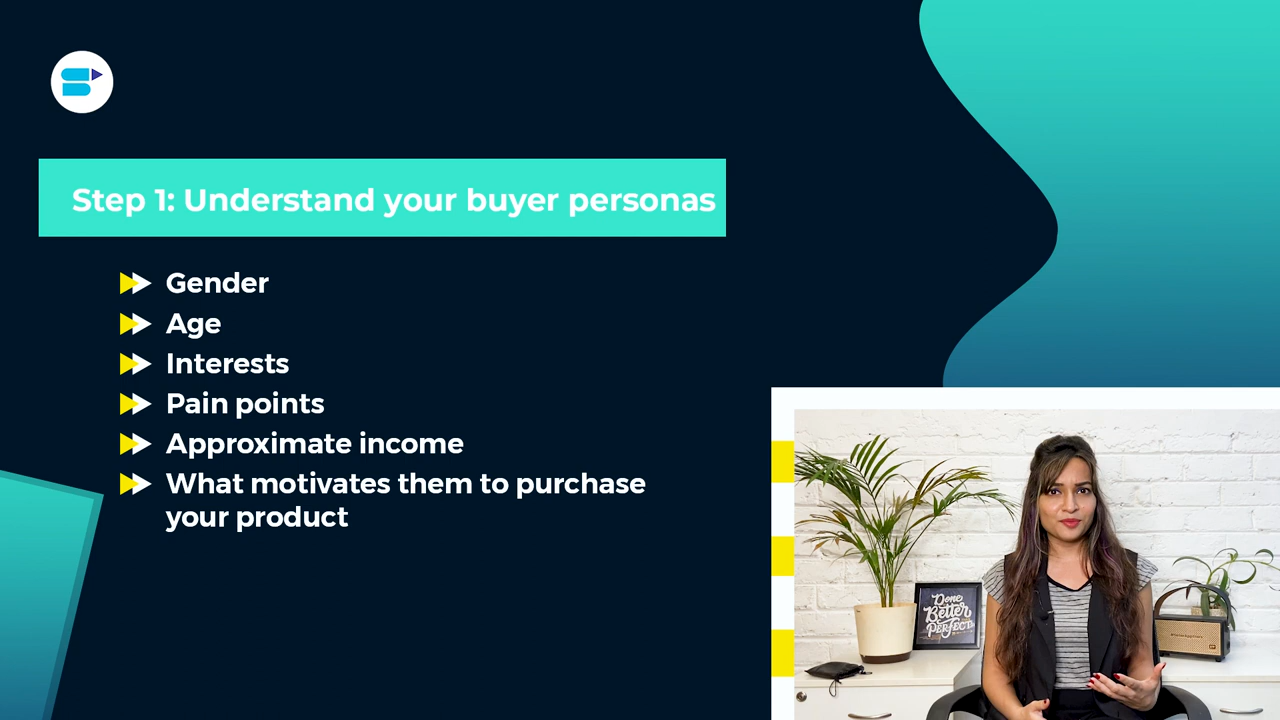 Step 1: Understand your buyer personas
Gender
Age
Interests
Pain points
Approximate income
What motivates them to purchase
your product
Done
Better
PERFECT